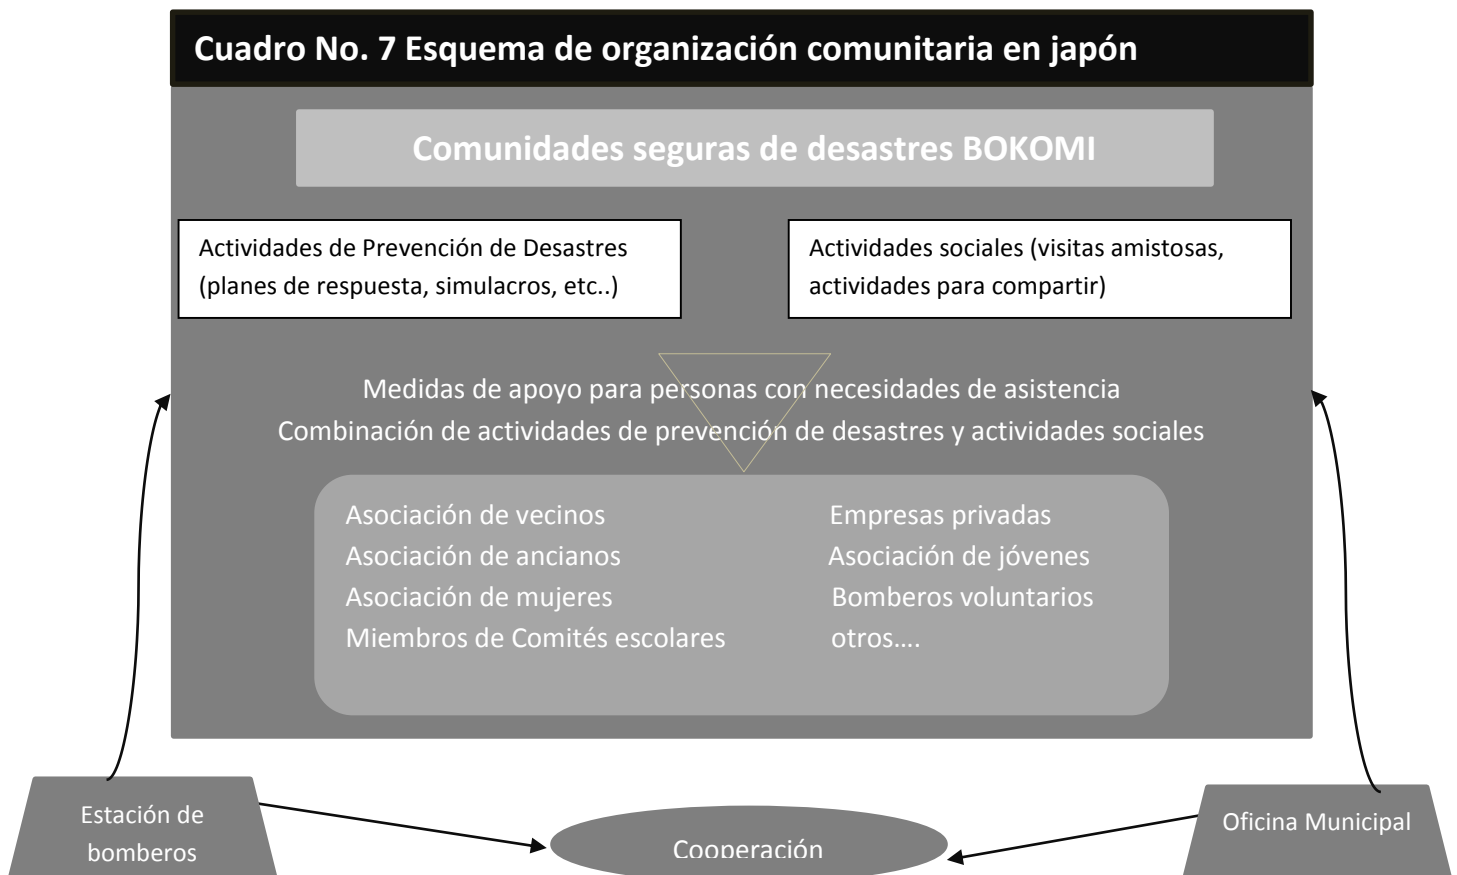 Cuadro No. 7 Esquema de organización comunitaria en japón
Comunidades seguras de desastres BOKOMI
Actividades de Prevención de Desastres
(planes de respuesta, simulacros, etc..)
Actividades sociales (visitas amistosas,
actividades para compartir)
Medidas de apoyo para personas con necesidades de asistencia
Combinación de actividades de prevención de desastres y actividades sociales
Asociación de vecinos
Asociación de ancianos
Asociación de mujeres
Miembros de Comités escolares
Empresas privadas
Asociación de jóvenes
Bomberos voluntarios
otros....
Estación de
bomberos
Cooperación
Oficina Municipal